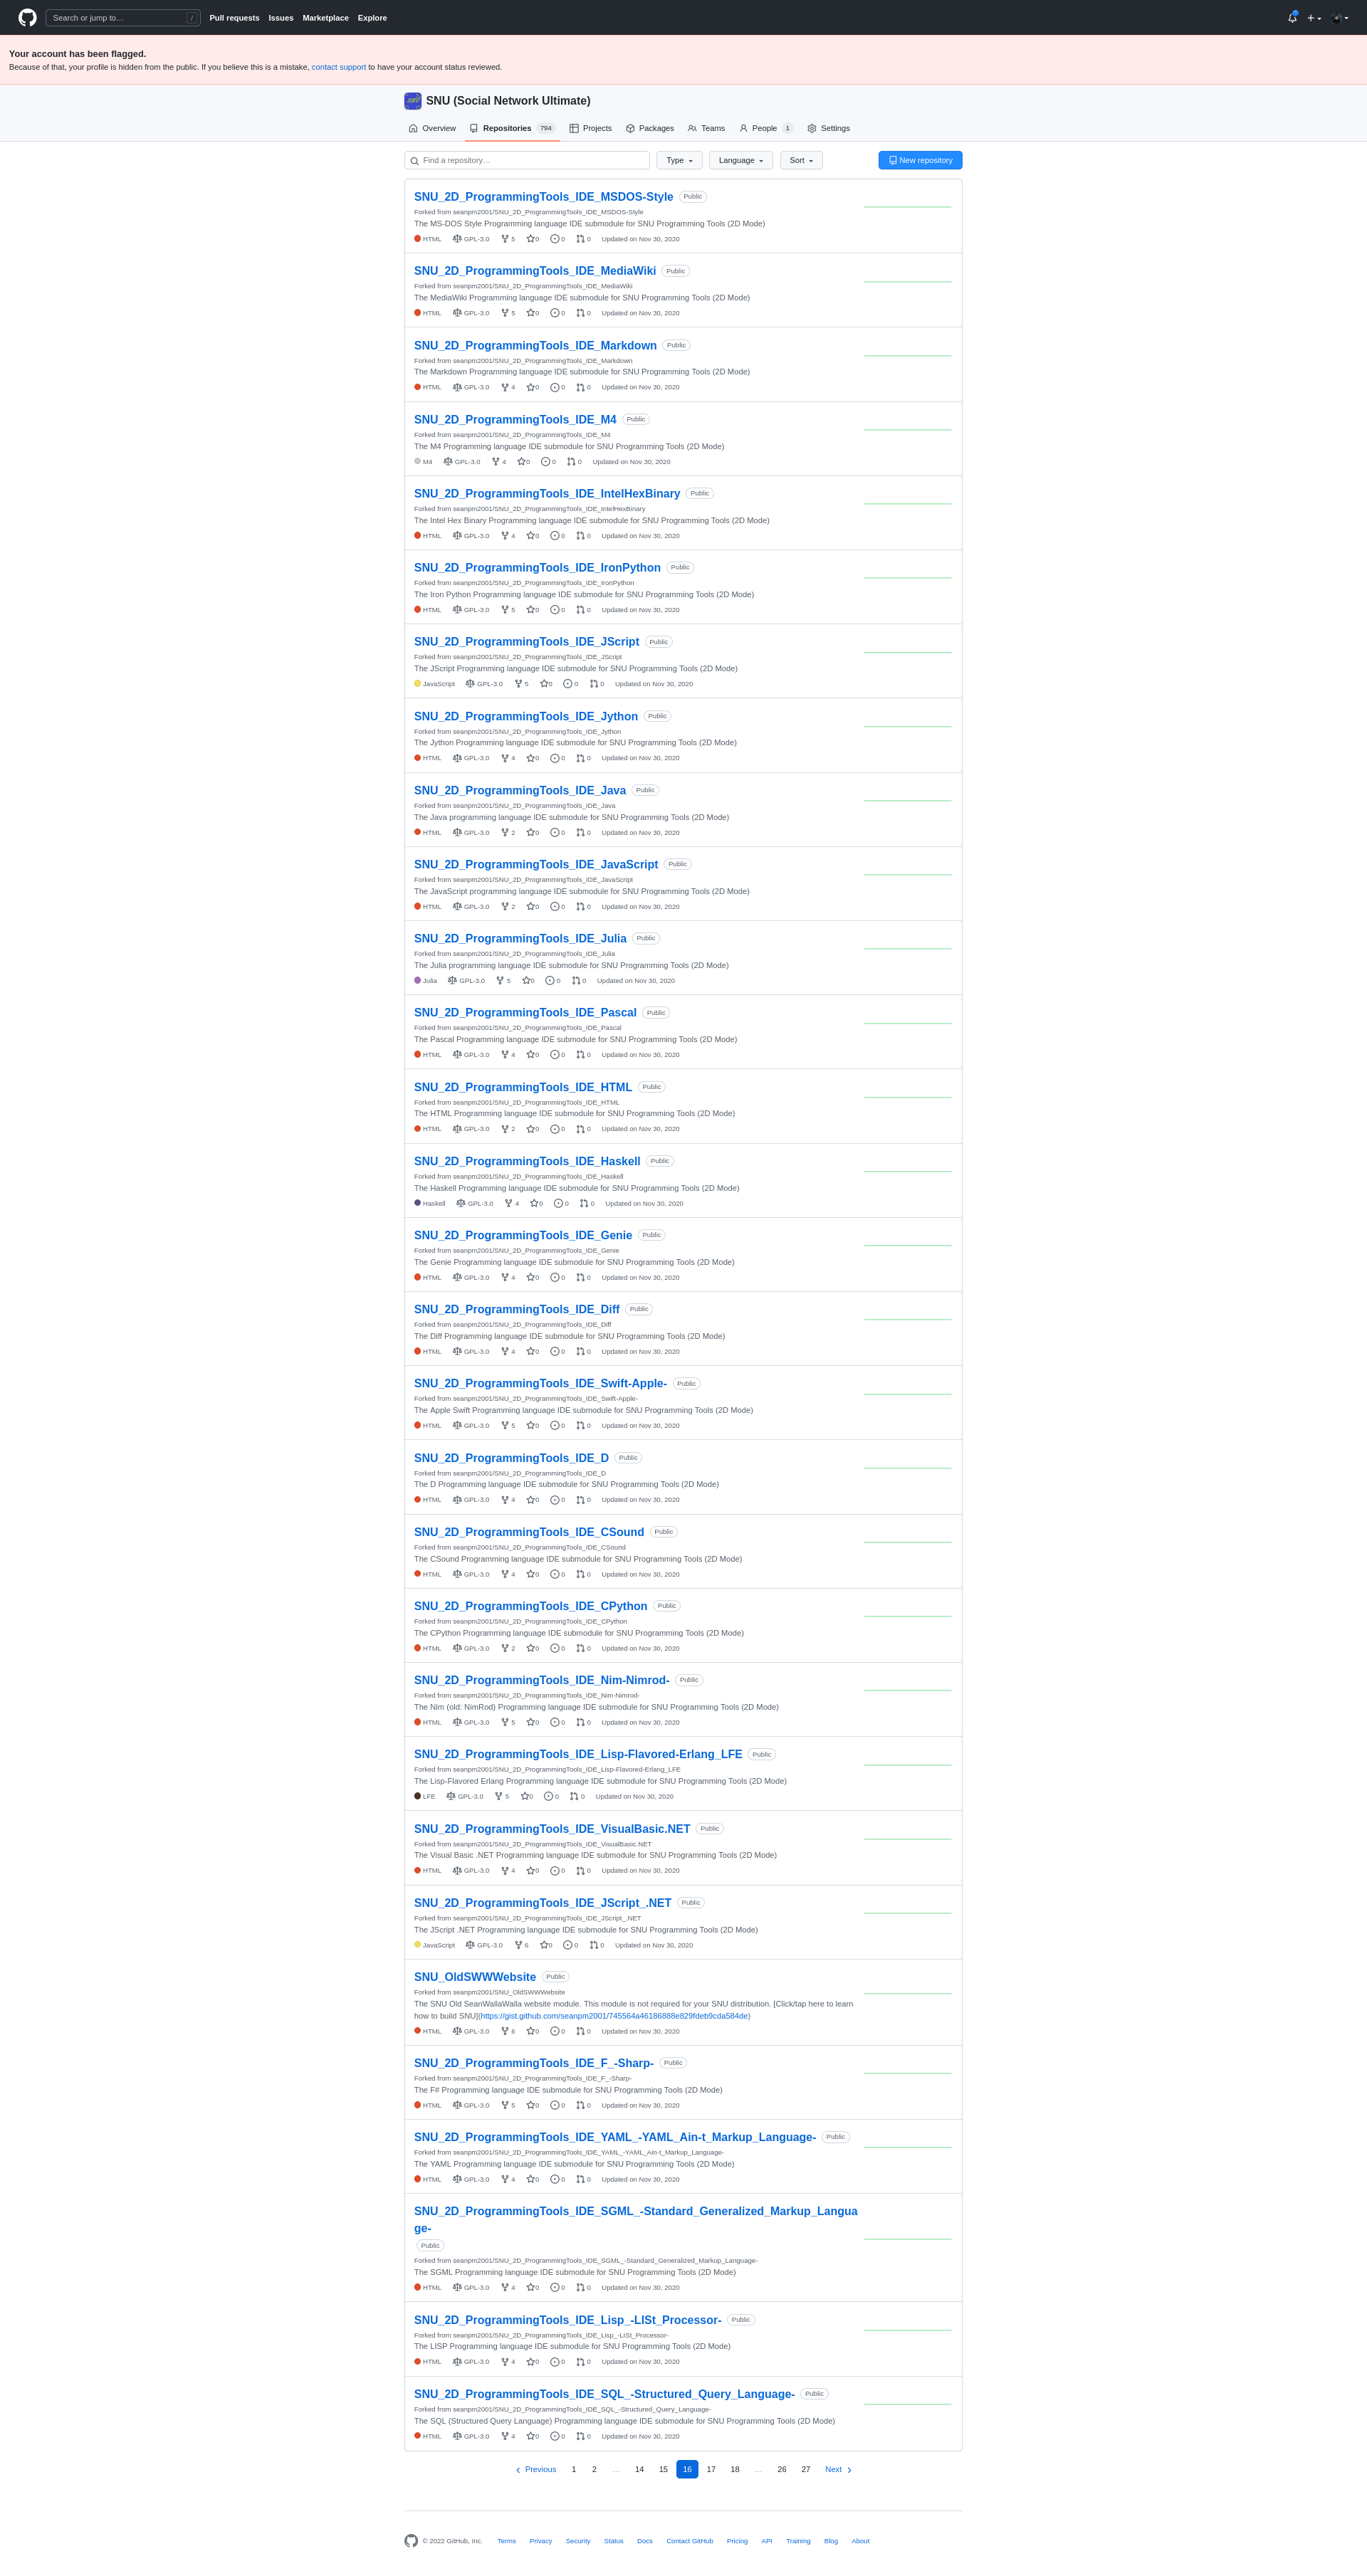 Search or jump to… /
Pull requests Issues Marketplace Explore
Your account has been flagged.
Because of that, your profile is hidden from the public. If you believe this is a mistake, contact support to have your account status reviewed.
SNU (Social Network Ultimate)
Overview Repositories 794 Projects Packages Teams People 1 Settings
Find a repository… Type Language Sort New repository
SNU_2D_ProgrammingTools_IDE_MSDOS-Style Public
Forked from seanpm2001/SNU_2D_ProgrammingTools_IDE_MSDOS-Style
The MS-DOS Style Programming language IDE submodule for SNU Programming Tools (2D Mode)
HTML GPL-3.0 5 0 0 0 Updated on Nov 30, 2020
SNU_2D_ProgrammingTools_IDE_MediaWiki Public
Forked from seanpm2001/SNU_2D_ProgrammingTools_IDE_MediaWiki
The MediaWiki Programming language IDE submodule for SNU Programming Tools (2D Mode)
HTML GPL-3.0 5 0 0 0 Updated on Nov 30, 2020
SNU_2D_ProgrammingTools_IDE_Markdown Public
Forked from seanpm2001/SNU_2D_ProgrammingTools_IDE_Markdown
The Markdown Programming language IDE submodule for SNU Programming Tools (2D Mode)
HTML GPL-3.0 4 0 0 0 Updated on Nov 30, 2020
SNU_2D_ProgrammingTools_IDE_M4 Public
Forked from seanpm2001/SNU_2D_ProgrammingTools_IDE_M4
The M4 Programming language IDE submodule for SNU Programming Tools (2D Mode)
M4 GPL-3.0 4 0 0 0 Updated on Nov 30, 2020
SNU_2D_ProgrammingTools_IDE_IntelHexBinary Public
Forked from seanpm2001/SNU_2D_ProgrammingTools_IDE_IntelHexBinary
The Intel Hex Binary Programming language IDE submodule for SNU Programming Tools (2D Mode)
HTML GPL-3.0 4 0 0 0 Updated on Nov 30, 2020
SNU_2D_ProgrammingTools_IDE_IronPython Public
Forked from seanpm2001/SNU_2D_ProgrammingTools_IDE_IronPython
The Iron Python Programming language IDE submodule for SNU Programming Tools (2D Mode)
HTML GPL-3.0 5 0 0 0 Updated on Nov 30, 2020
SNU_2D_ProgrammingTools_IDE_JScript Public
Forked from seanpm2001/SNU_2D_ProgrammingTools_IDE_JScript
The JScript Programming language IDE submodule for SNU Programming Tools (2D Mode)
JavaScript GPL-3.0 5 0 0 0 Updated on Nov 30, 2020
SNU_2D_ProgrammingTools_IDE_Jython Public
Forked from seanpm2001/SNU_2D_ProgrammingTools_IDE_Jython
The Jython Programming language IDE submodule for SNU Programming Tools (2D Mode)
HTML GPL-3.0 4 0 0 0 Updated on Nov 30, 2020
SNU_2D_ProgrammingTools_IDE_Java Public
Forked from seanpm2001/SNU_2D_ProgrammingTools_IDE_Java
The Java programming language IDE submodule for SNU Programming Tools (2D Mode)
HTML GPL-3.0 2 0 0 0 Updated on Nov 30, 2020
SNU_2D_ProgrammingTools_IDE_JavaScript Public
Forked from seanpm2001/SNU_2D_ProgrammingTools_IDE_JavaScript
The JavaScript programming language IDE submodule for SNU Programming Tools (2D Mode)
HTML GPL-3.0 2 0 0 0 Updated on Nov 30, 2020
SNU_2D_ProgrammingTools_IDE_Julia Public
Forked from seanpm2001/SNU_2D_ProgrammingTools_IDE_Julia
The Julia programming language IDE submodule for SNU Programming Tools (2D Mode)
Julia GPL-3.0 5 0 0 0 Updated on Nov 30, 2020
SNU_2D_ProgrammingTools_IDE_Pascal Public
Forked from seanpm2001/SNU_2D_ProgrammingTools_IDE_Pascal
The Pascal Programming language IDE submodule for SNU Programming Tools (2D Mode)
HTML GPL-3.0 4 0 0 0 Updated on Nov 30, 2020
SNU_2D_ProgrammingTools_IDE_HTML Public
Forked from seanpm2001/SNU_2D_ProgrammingTools_IDE_HTML
The HTML Programming language IDE submodule for SNU Programming Tools (2D Mode)
HTML GPL-3.0 2 0 0 0 Updated on Nov 30, 2020
SNU_2D_ProgrammingTools_IDE_Haskell Public
Forked from seanpm2001/SNU_2D_ProgrammingTools_IDE_Haskell
The Haskell Programming language IDE submodule for SNU Programming Tools (2D Mode)
Haskell GPL-3.0 4 0 0 0 Updated on Nov 30, 2020
SNU_2D_ProgrammingTools_IDE_Genie Public
Forked from seanpm2001/SNU_2D_ProgrammingTools_IDE_Genie
The Genie Programming language IDE submodule for SNU Programming Tools (2D Mode)
HTML GPL-3.0 4 0 0 0 Updated on Nov 30, 2020
SNU_2D_ProgrammingTools_IDE_Diff Public
Forked from seanpm2001/SNU_2D_ProgrammingTools_IDE_Diff
The Diff Programming language IDE submodule for SNU Programming Tools (2D Mode)
HTML GPL-3.0 4 0 0 0 Updated on Nov 30, 2020
SNU_2D_ProgrammingTools_IDE_Swift-Apple- Public
Forked from seanpm2001/SNU_2D_ProgrammingTools_IDE_Swift-Apple-
The Apple Swift Programming language IDE submodule for SNU Programming Tools (2D Mode)
HTML GPL-3.0 5 0 0 0 Updated on Nov 30, 2020
SNU_2D_ProgrammingTools_IDE_D Public
Forked from seanpm2001/SNU_2D_ProgrammingTools_IDE_D
The D Programming language IDE submodule for SNU Programming Tools (2D Mode)
HTML GPL-3.0 4 0 0 0 Updated on Nov 30, 2020
SNU_2D_ProgrammingTools_IDE_CSound Public
Forked from seanpm2001/SNU_2D_ProgrammingTools_IDE_CSound
The CSound Programming language IDE submodule for SNU Programming Tools (2D Mode)
HTML GPL-3.0 4 0 0 0 Updated on Nov 30, 2020
SNU_2D_ProgrammingTools_IDE_CPython Public
Forked from seanpm2001/SNU_2D_ProgrammingTools_IDE_CPython
The CPython Programming language IDE submodule for SNU Programming Tools (2D Mode)
HTML GPL-3.0 2 0 0 0 Updated on Nov 30, 2020
SNU_2D_ProgrammingTools_IDE_Nim-Nimrod- Public
Forked from seanpm2001/SNU_2D_ProgrammingTools_IDE_Nim-Nimrod-
The Nim (old: NimRod) Programming language IDE submodule for SNU Programming Tools (2D Mode)
HTML GPL-3.0 5 0 0 0 Updated on Nov 30, 2020
SNU_2D_ProgrammingTools_IDE_Lisp-Flavored-Erlang_LFE Public
Forked from seanpm2001/SNU_2D_ProgrammingTools_IDE_Lisp-Flavored-Erlang_LFE
The Lisp-Flavored Erlang Programming language IDE submodule for SNU Programming Tools (2D Mode)
LFE GPL-3.0 5 0 0 0 Updated on Nov 30, 2020
SNU_2D_ProgrammingTools_IDE_VisualBasic.NET Public
Forked from seanpm2001/SNU_2D_ProgrammingTools_IDE_VisualBasic.NET
The Visual Basic .NET Programming language IDE submodule for SNU Programming Tools (2D Mode)
HTML GPL-3.0 4 0 0 0 Updated on Nov 30, 2020
SNU_2D_ProgrammingTools_IDE_JScript_.NET Public
Forked from seanpm2001/SNU_2D_ProgrammingTools_IDE_JScript_.NET
The JScript .NET Programming language IDE submodule for SNU Programming Tools (2D Mode)
JavaScript GPL-3.0 6 0 0 0 Updated on Nov 30, 2020
SNU_OldSWWWebsite Public
Forked from seanpm2001/SNU_OldSWWWebsite
The SNU Old SeanWallaWalla website module. This module is not required for your SNU distribution. [Click/tap here to learn
how to build SNU](https://gist.github.com/seanpm2001/745564a46186888e829fdeb9cda584de)
HTML GPL-3.0 6 0 0 0 Updated on Nov 30, 2020
SNU_2D_ProgrammingTools_IDE_F_-Sharp- Public
Forked from seanpm2001/SNU_2D_ProgrammingTools_IDE_F_-Sharp-
The F# Programming language IDE submodule for SNU Programming Tools (2D Mode)
HTML GPL-3.0 5 0 0 0 Updated on Nov 30, 2020
SNU_2D_ProgrammingTools_IDE_YAML_-YAML_Ain-t_Markup_Language- Public
Forked from seanpm2001/SNU_2D_ProgrammingTools_IDE_YAML_-YAML_Ain-t_Markup_Language-
The YAML Programming language IDE submodule for SNU Programming Tools (2D Mode)
HTML GPL-3.0 4 0 0 0 Updated on Nov 30, 2020
SNU_2D_ProgrammingTools_IDE_SGML_-Standard_Generalized_Markup_Langua
ge-
Public
Forked from seanpm2001/SNU_2D_ProgrammingTools_IDE_SGML_-Standard_Generalized_Markup_Language-
The SGML Programming language IDE submodule for SNU Programming Tools (2D Mode)
HTML GPL-3.0 4 0 0 0 Updated on Nov 30, 2020
SNU_2D_ProgrammingTools_IDE_Lisp_-LISt_Processor- Public
Forked from seanpm2001/SNU_2D_ProgrammingTools_IDE_Lisp_-LISt_Processor-
The LISP Programming language IDE submodule for SNU Programming Tools (2D Mode)
HTML GPL-3.0 4 0 0 0 Updated on Nov 30, 2020
SNU_2D_ProgrammingTools_IDE_SQL_-Structured_Query_Language- Public
Forked from seanpm2001/SNU_2D_ProgrammingTools_IDE_SQL_-Structured_Query_Language-
The SQL (Structured Query Language) Programming language IDE submodule for SNU Programming Tools (2D Mode)
HTML GPL-3.0 4 0 0 0 Updated on Nov 30, 2020
Previous 1 2 … 14 15 16 17 18 … 26 27 Next
© 2022 GitHub, Inc. Terms Privacy Security Status Docs Contact GitHub Pricing API Training Blog About